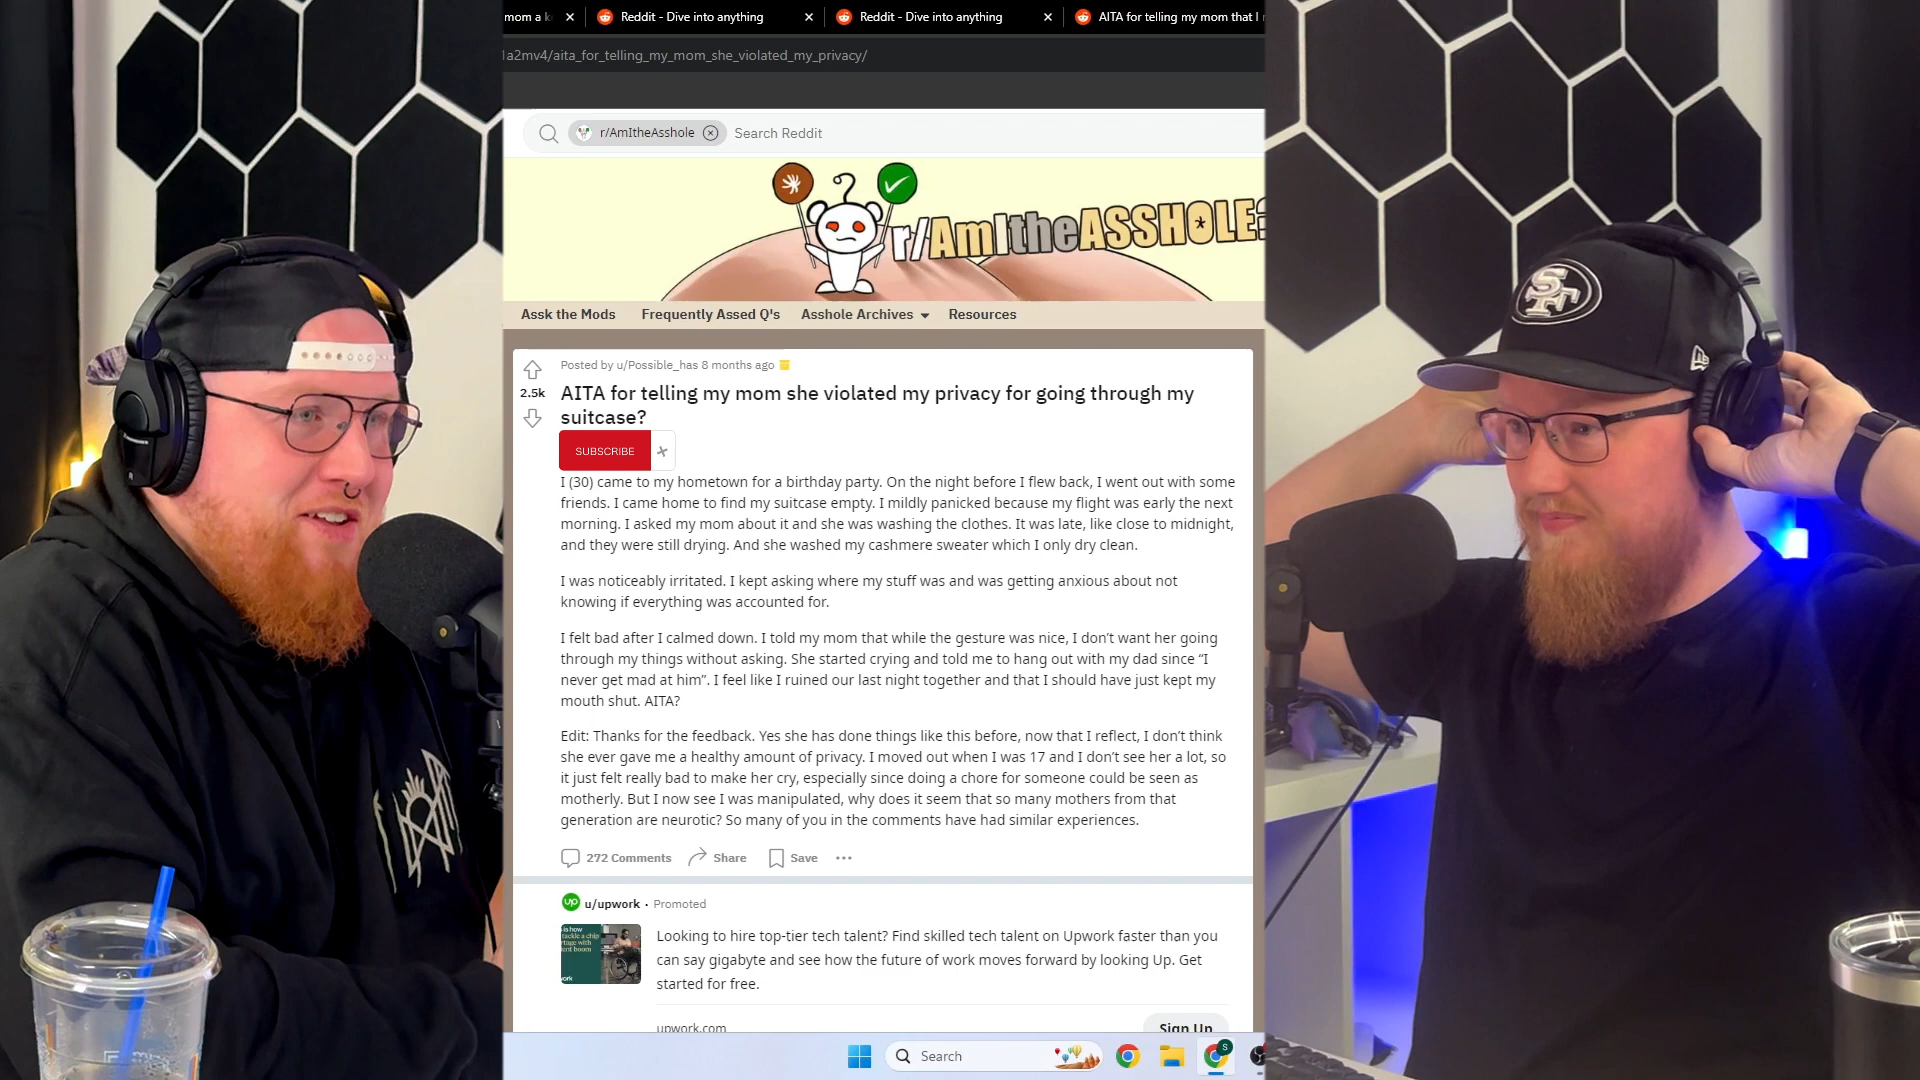 mom a k
Reddit - Dive into anything
Reddit - Dive into anything
AITA for telling my mom that I
1a2mv4/aita_for_telling_my_mom_she_violated_my_privacy/
r/AmItheAsshole
Search Reddit
r/AmItheASSHOLE?
Assk the Mods
Frequently Assed Q's
Asshole Archives
Resources
Posted by u/Possible_has 8 months ago
2.5k
AITA for telling my mom she violated my privacy for going through my
suitcase?
SUBSCRIBE
I (30) came to my hometown for a birthday party. On the night before I flew back, I went out with some
friends. I came home to find my suitcase empty. I mildly panicked because my flight was early the next
morning. I asked my mom about it and she was washing the clothes. It was late, like close to midnight,
and they were still drying. And she washed my cashmere sweater which I only dry clean.
I was noticeably irritated. I kept asking where my stuff was and was getting anxious about not
knowing if everything was accounted for.
I felt bad after I calmed down. I told my mom that while the gesture was nice, I don’t want her going
through my things without asking. She started crying and told me to hang out with my dad since “I
never get mad at him”. I feel like I ruined our last night together and that I should have just kept my
mouth shut. AITA?
Edit: Thanks for the feedback. Yes she has done things like this before, now that I reflect, I don’t think
she ever gave me a healthy amount of privacy. I moved out when I was 17 and I don’t see her a lot, so
it just felt really bad to make her cry, especially since doing a chore for someone could be seen as
motherly. But I now see I was manipulated, why does it seem that so many mothers from that
generation are neurotic? So many of you in the comments have had similar experiences.
272 Comments
Share
Save
up
u/upwork · Promoted
is how
tackle a chip
rtage with
ent boom
work
Looking to hire top-tier tech talent? Find skilled tech talent on Upwork faster than you
can say gigabyte and see how the future of work moves forward by looking Up. Get
started for free.
upwork.com
Sign Up
Search
S
SF